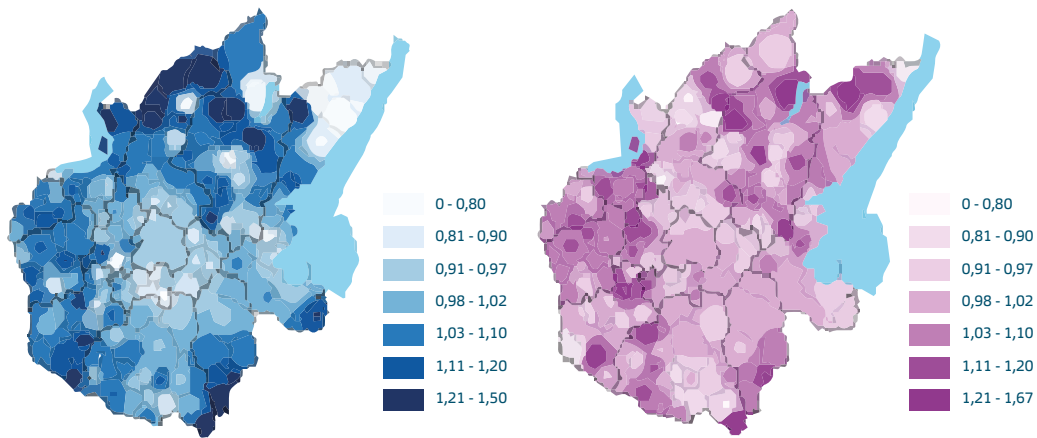 0 - 0,80
0,81 - 0,90
0,91 - 0,97
0,98 - 1,02
1,03 - 1,10
1,11 - 1,20
1,21 - 1,50
0 - 0,80
0,81 - 0,90
0,91 - 0,97
0,98 - 1,02
1,03 - 1,10
1,11 - 1,20
1,21 - 1,67